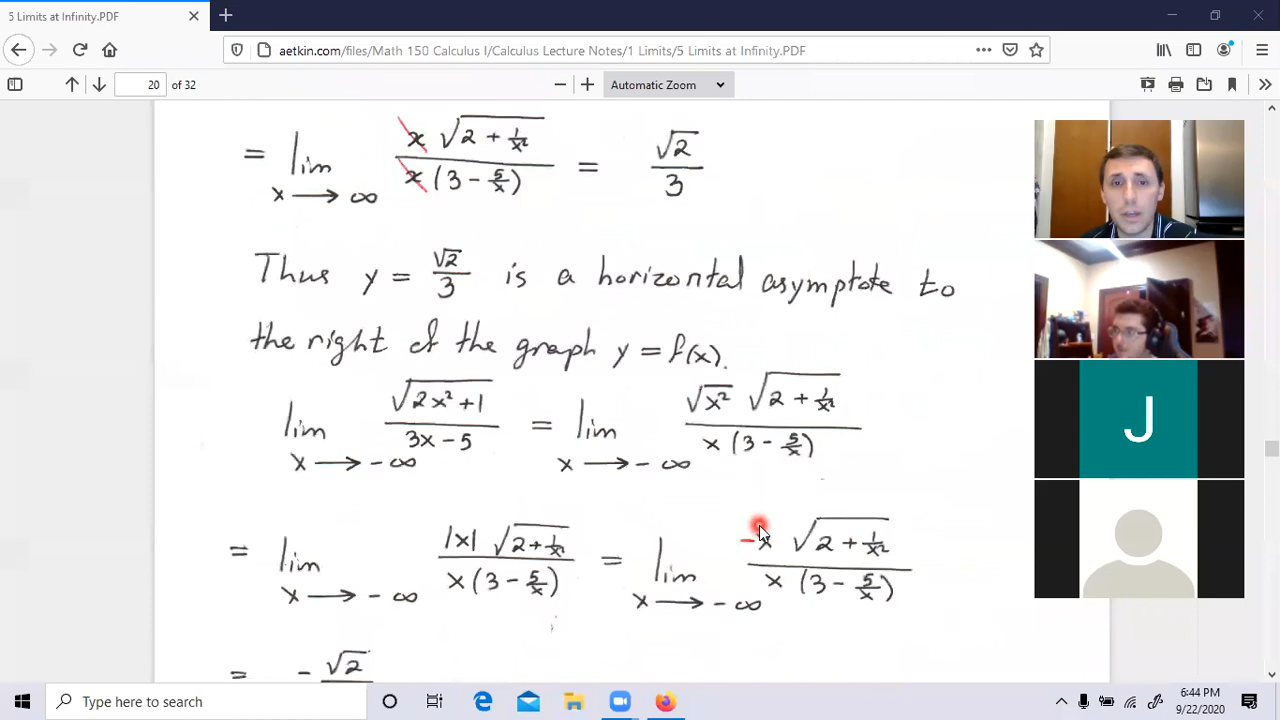 5 Limits at Infinity.PDF
aetkin.com/files/Math 150 Calculus I/Calculus Lecture Notes/1 Limits/5 Limits at Infinity.PDF
20 of 32
Automatic Zoom
= lim x → ∞ x √(2 + 1/x²) / x (3 - 5/x) = √2 / 3
Thus y = √2 / 3 is a horizontal asymptote to
the right of the graph y = f(x).
lim x → -∞ √(2x² + 1) / 3x - 5 = lim x → -∞ √x² √(2 + 1/x²) / x (3 - 5/x)
= lim x → -∞ |x| √(2 + 1/x²) / x (3 - 5/x) = lim x → -∞ -x √(2 + 1/x²) / x (3 - 5/x)
= - √2
J
Type here to search
6:44 PM
9/22/2020